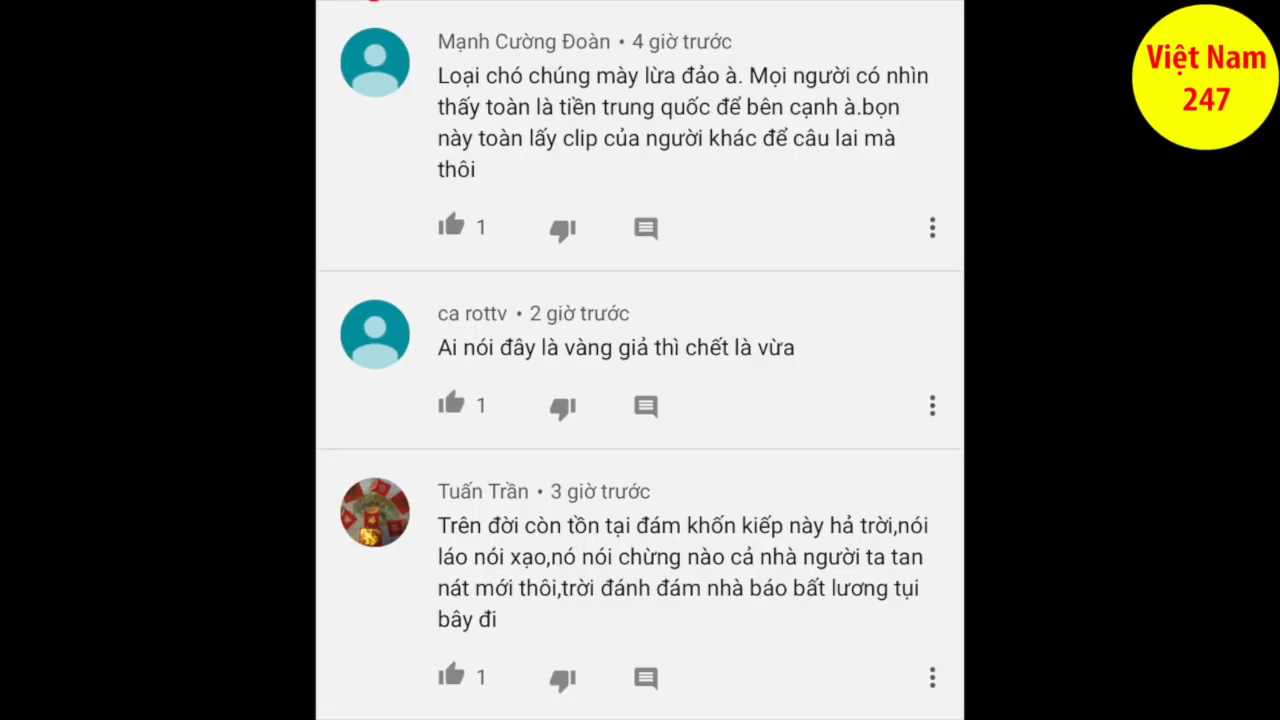 Mạnh Cường Đoàn • 4 giờ trước
Loại chó chúng mày lừa đảo à. Mọi người có nhìn
thấy toàn là tiền trung quốc để bên cạnh à.bọn
này toàn lấy clip của người khác để câu lai mà
thôi
1
ca rottv • 2 giờ trước
Ai nói đây là vàng giả thì chết là vừa
1
Tuấn Trần • 3 giờ trước
Trên đời còn tồn tại đám khốn kiếp này hả trời,nói
láo nói xạo,nó nói chừng nào cả nhà người ta tan
nát mới thôi,trời đánh đám nhà báo bất lương tụi
bây đi
1
Việt Nam
247